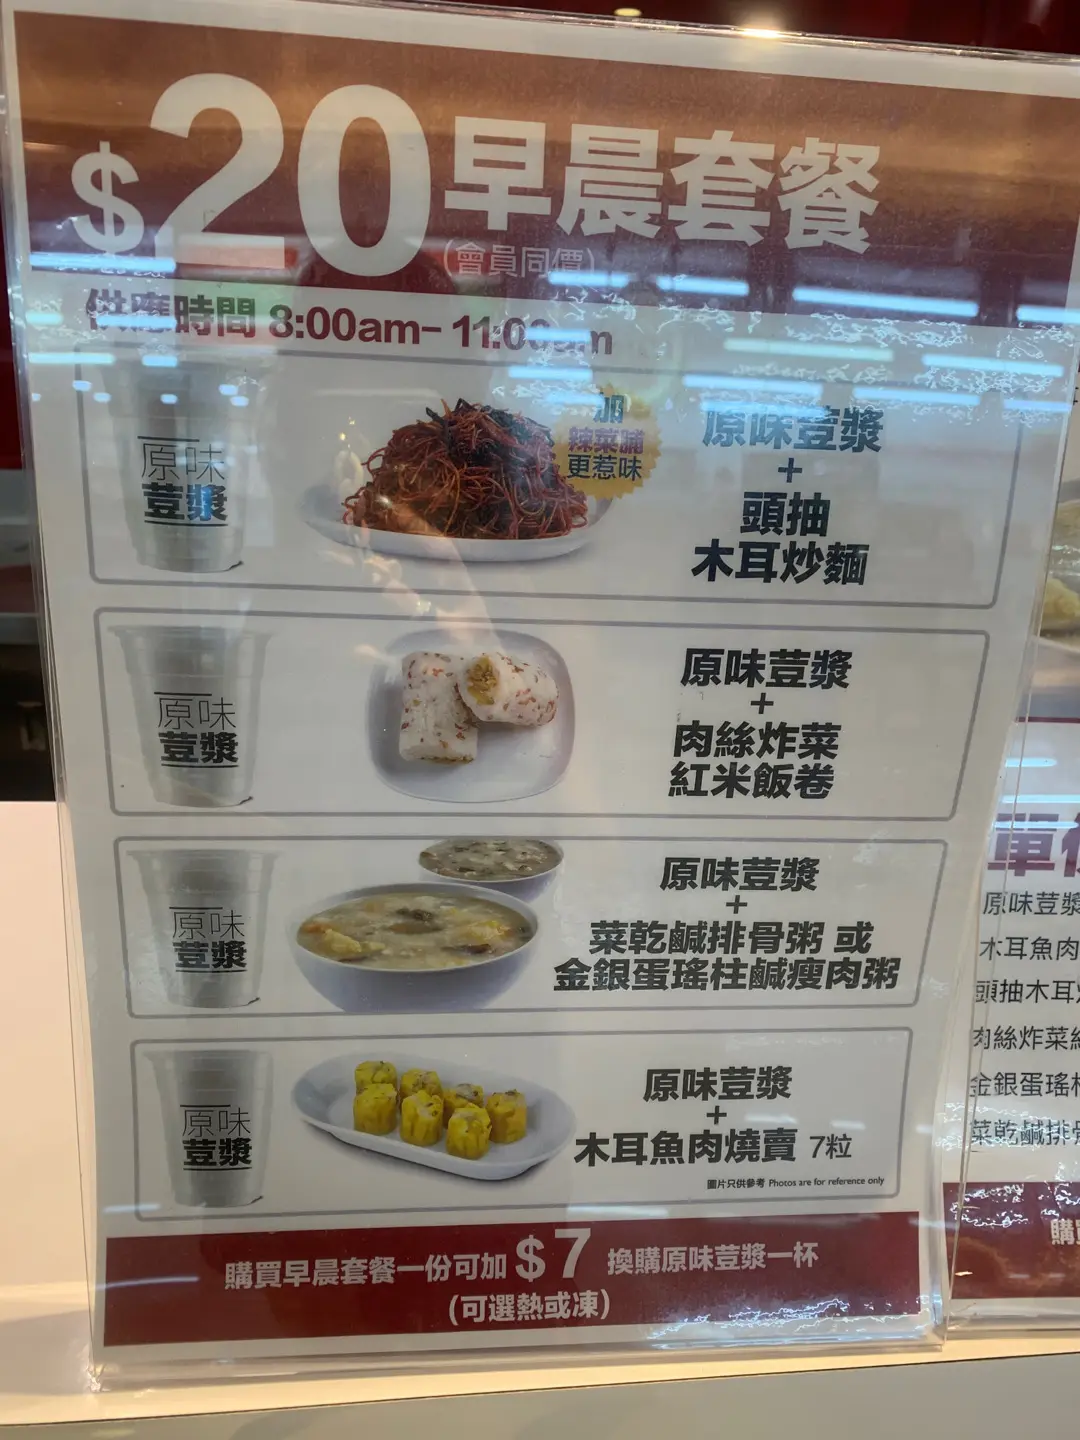 $20 早晨套餐
(會員同價)
供應時間 8:00am- 11:00am
原味
荳漿
加
辣菜脯
更惹味
原味荳漿
+
頭抽
木耳炒麵
原味
荳漿
原味荳漿
+
肉絲炸菜
紅米飯卷
原味
荳漿
原味荳漿
+
菜乾鹹排骨粥 或
金銀蛋瑤柱鹹瘦肉粥
原味
荳漿
原味荳漿
+
木耳魚肉燒賣 7粒
圖片只供參考 Photos are for reference only
購買早晨套餐一份可加 $7 換購原味荳漿一杯
(可選熱或凍)
單
原味荳漿
木耳魚肉
頭抽木耳
肉絲炸菜
金銀蛋瑤
菜乾鹹排
購